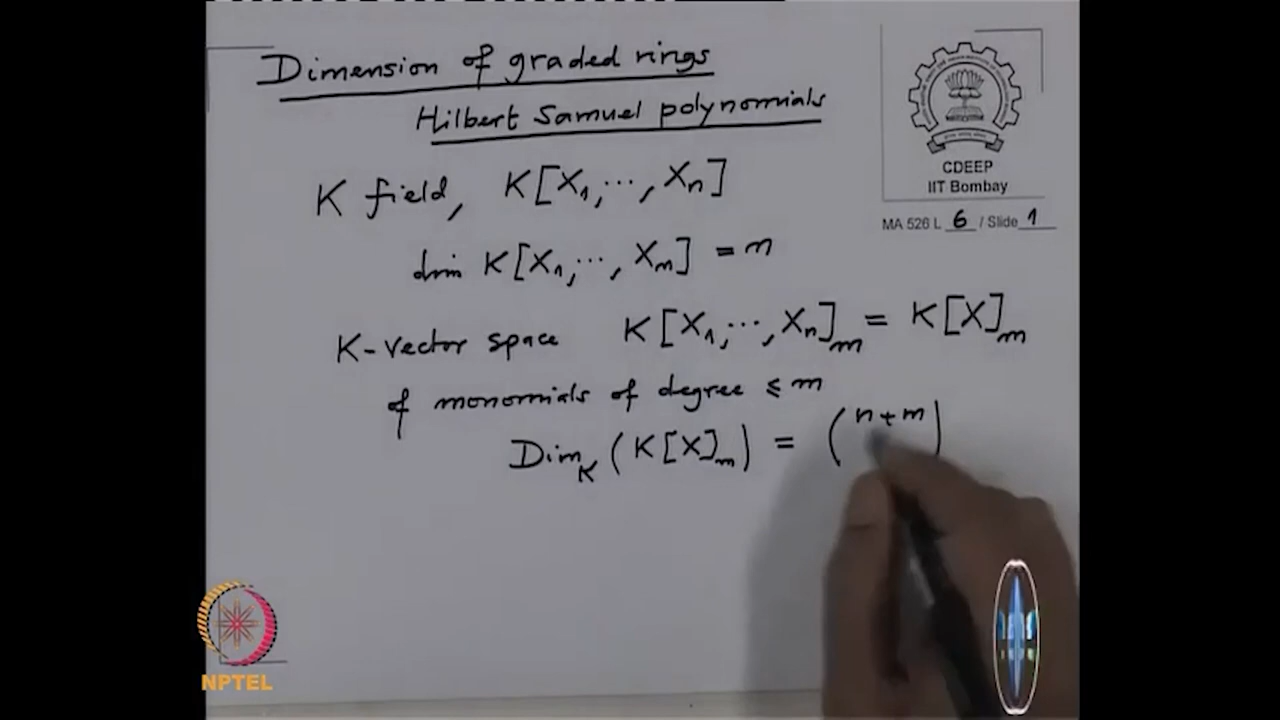 Dimension of graded rings
Hilbert Samuel polynomials
K field, K[X₁,…,Xₙ]
dim K[X₁,…,Xₙ] = n
K-vector space K[X₁,…,Xₙ]ₘ = K[X]ₘ
of monomials of degree ≤ m
Dim_K (K[X]ₘ) = (n+m)
CDEEP
IIT Bombay
MA 526 L 6 / Slide 1
NPTEL